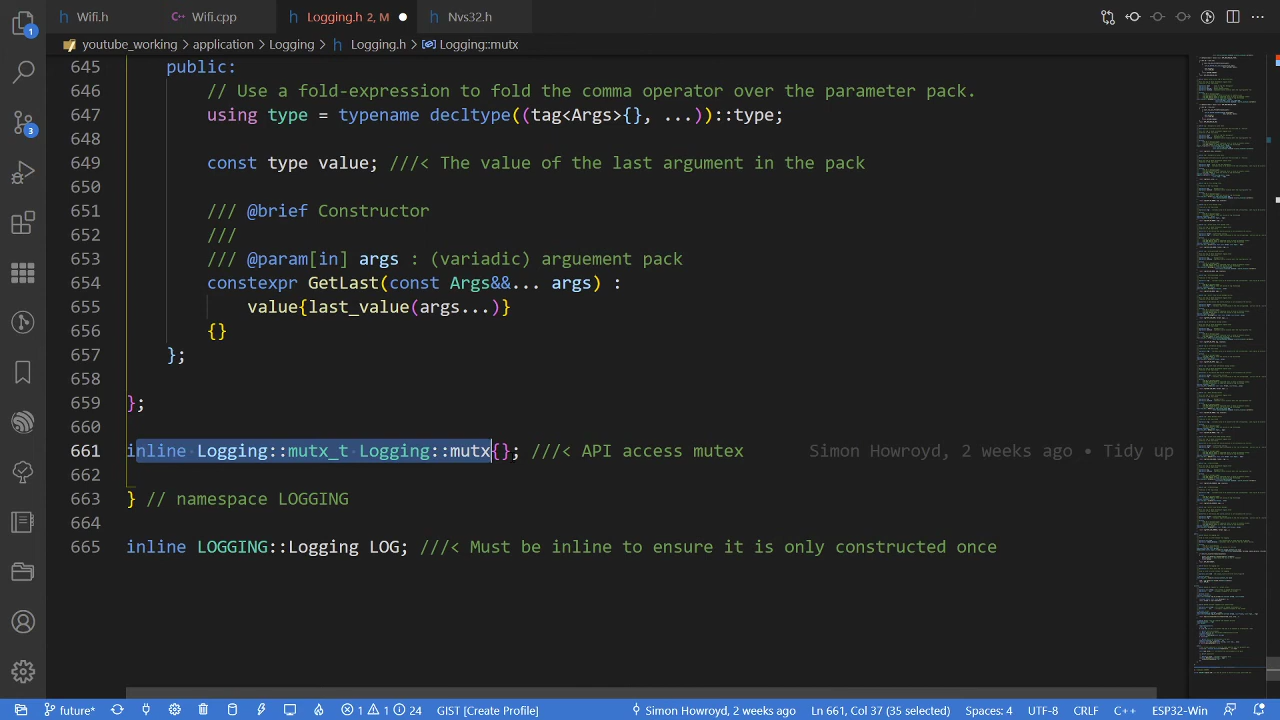 Wifi.h
Wifi.cpp
Logging.h 2, M
Nvs32.h
youtube_working > application > Logging > Logging.h > Logging::mutx
645 public:
646 // Use a fold-expression to fold the comma operator over the parameter pack.
647 using type = typename decltype((tag<Args>{}, ...))::type;
648
649 const type value; ///< The value of the last argument in the pack
650
651 /// @brief Constructor
652 ///
653 /// @param[in] args : variadic arguement pack
654 constexpr GetLast(const Args&... args) :
655 value{last_value(args...)}
656 {}
657 };
658
659 };
660
661 inline Logging::mutx_t Logging::mutx{}; ///< API access mutex Simon Howroyd, 2 weeks ago • Tidy up
662
663 } // namespace LOGGING
664
665 inline LOGGING::Logging LOG; ///< Must be inline to ensure it is only constructed once
1
3
future*
1 1 24
GIST [Create Profile]
Simon Howroyd, 2 weeks ago
Ln 661, Col 37 (35 selected)
Spaces: 4
UTF-8
CRLF
C++
ESP32-Win